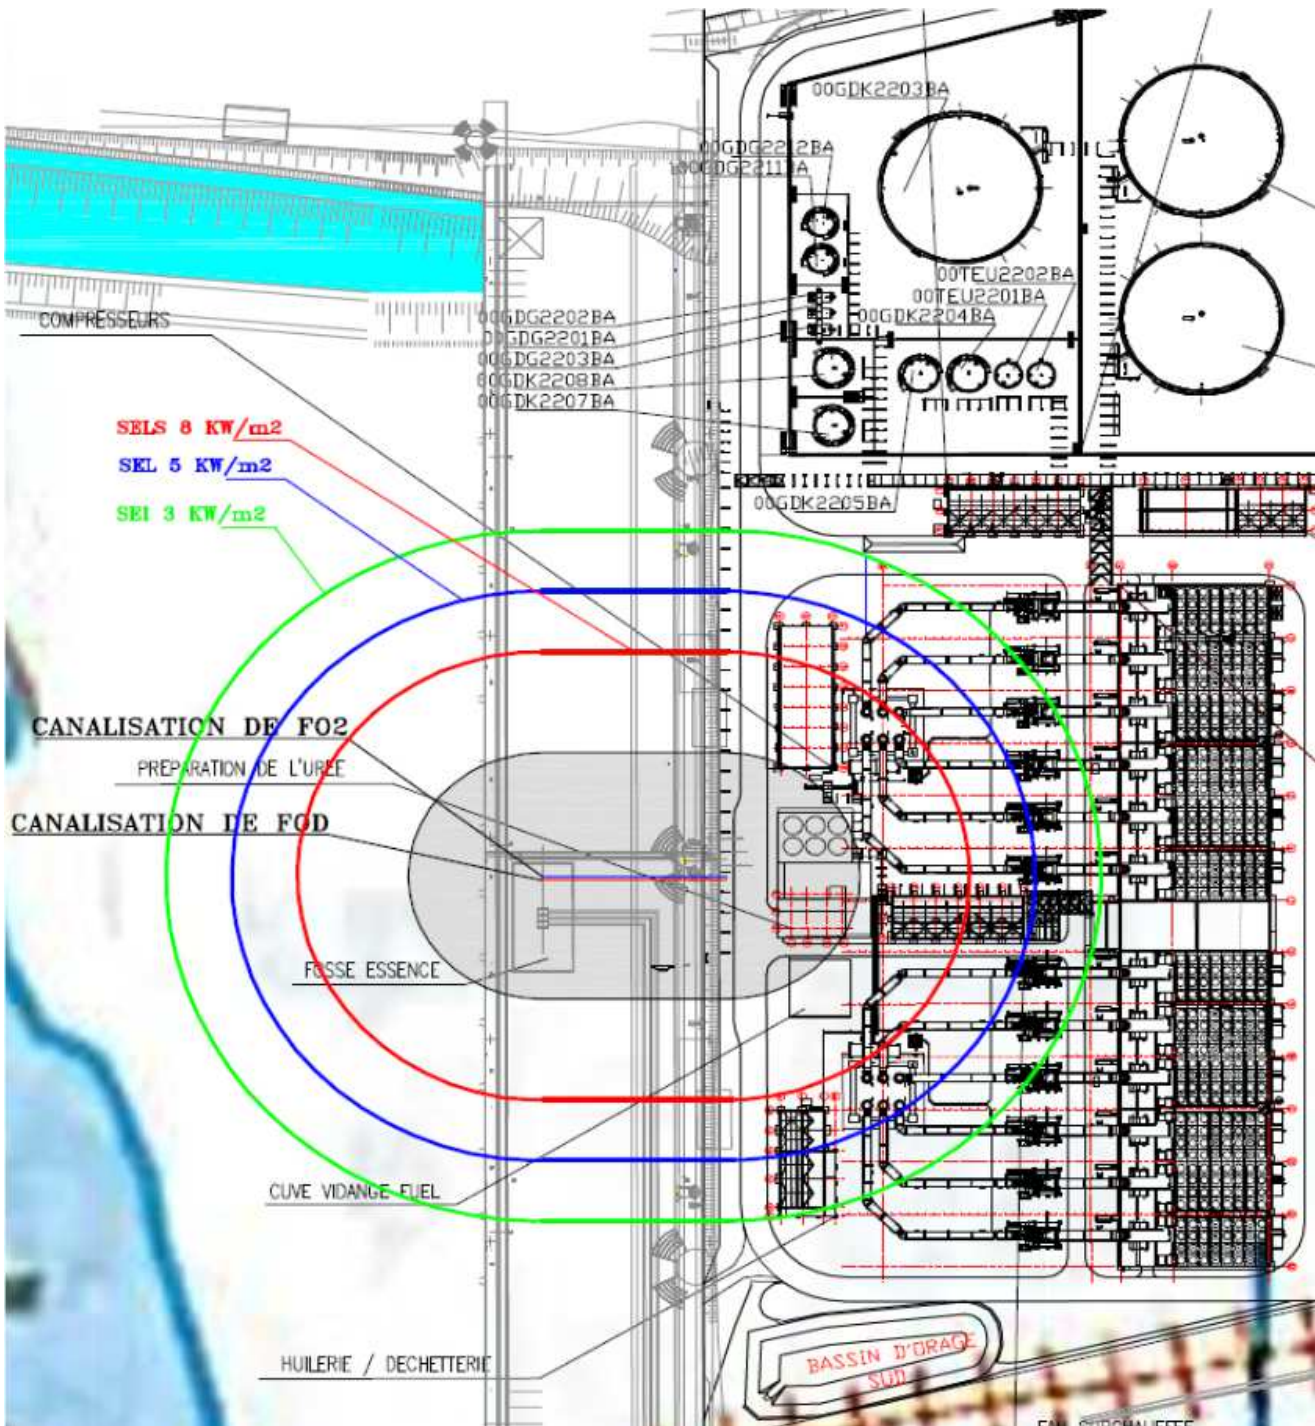 00GDK2203BA
00GDG2212BA
00GDG2211BA
00TEU2202BA
00TEU2201BA
00GDK2204BA
COMPRESSEURS
00GDG2202BA
00GDG2201BA
00GDG2203BA
00GDK2208BA
00GDK2207BA
SELS 8 KW/m2
SEL 5 KW/m2
SEI 3 KW/m2
00GDK2205BA
CANALISATION DE FO2
PREPARATION DE L'UREE
CANALISATION DE FOD
FOSSE ESSENCE
CUVE VIDANGE FUEL
HUILERIE / DECHETTERIE
BASSIN D'ORAGE
SUD